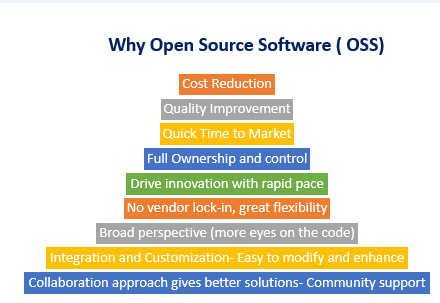 Why Open Source Software ( OSS)
Cost Reduction
Quality Improvement
Quick Time to Market
Full Ownership and control
Drive innovation with rapid pace
No vendor lock-in, great flexibility
Broad perspective (more eyes on the code)
Integration and Customization- Easy to modify and enhance
Collaboration approach gives better solutions- Community support